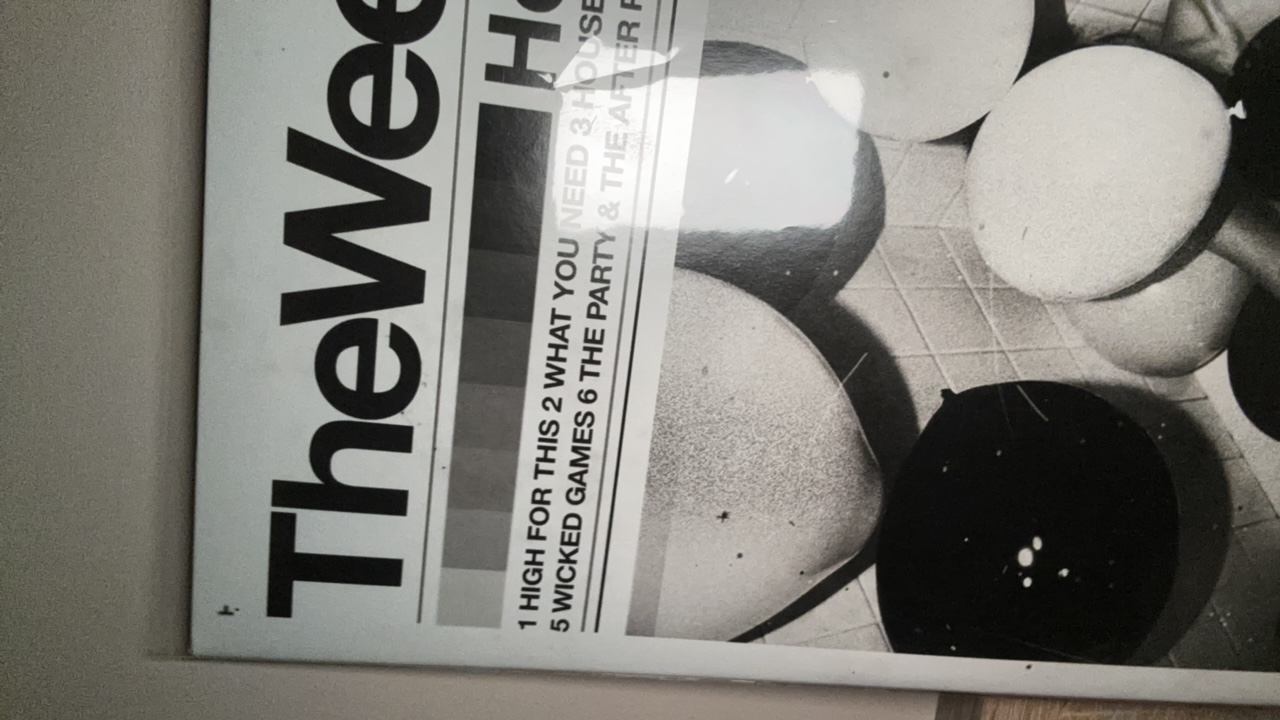 TheWee
Ho
1 HIGH FOR THIS 2 WHAT YOU NEED 3 HOUSE
5 WICKED GAMES 6 THE PARTY & THE AFTER P